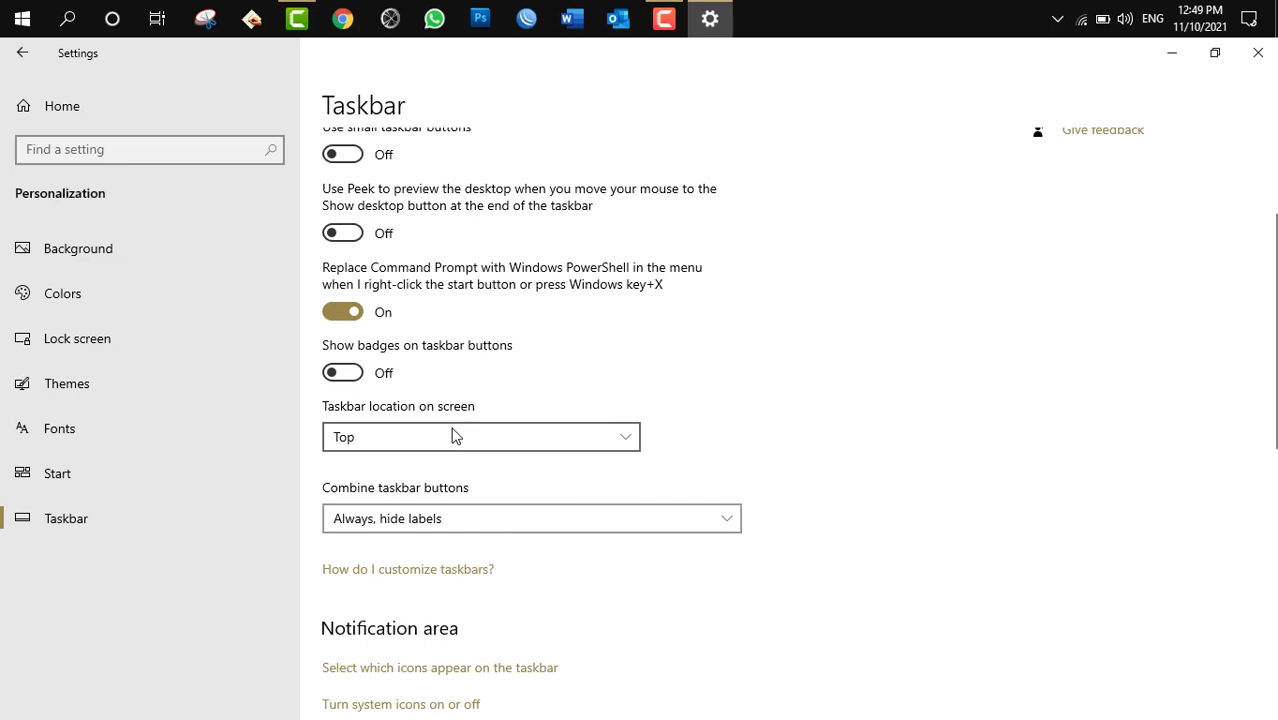 12:49 PM
ENG
11/10/2021
Settings
Home
Find a setting
Personalization
Background
Colors
Lock screen
Themes
Fonts
Start
Taskbar
Taskbar
Use small taskbar buttons
Off
Use Peek to preview the desktop when you move your mouse to the
Show desktop button at the end of the taskbar
Off
Replace Command Prompt with Windows PowerShell in the menu
when I right-click the start button or press Windows key+X
On
Show badges on taskbar buttons
Off
Taskbar location on screen
Top
Combine taskbar buttons
Always, hide labels
How do I customize taskbars?
Notification area
Select which icons appear on the taskbar
Turn system icons on or off
Give feedback